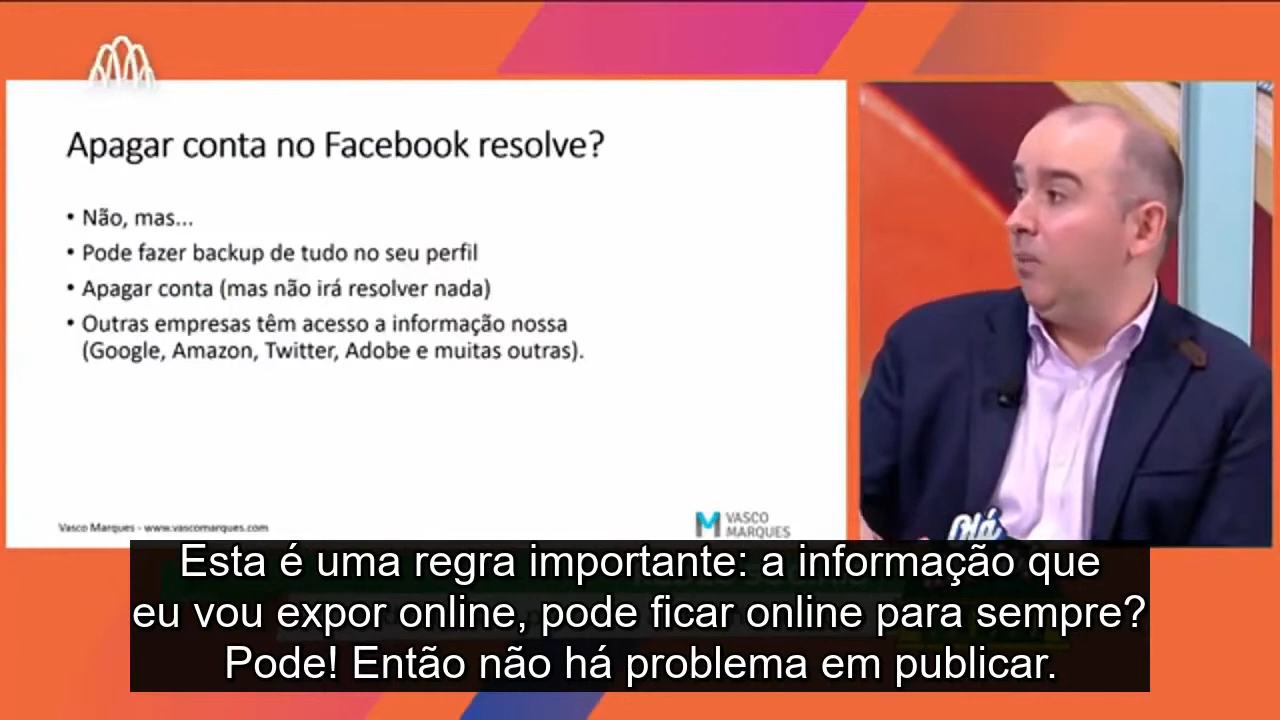 Apagar conta no Facebook resolve?
• Não, mas...
• Pode fazer backup de tudo no seu perfil
• Apagar conta (mas não irá resolver nada)
• Outras empresas têm acesso a informação nossa
(Google, Amazon, Twitter, Adobe e muitas outras).
Vasco Marques - www.vascomarques.com
VASCO
MARQUES
Olá
Esta é uma regra importante: a informação que
eu vou expor online, pode ficar online para sempre?
Pode! Então não há problema em publicar.